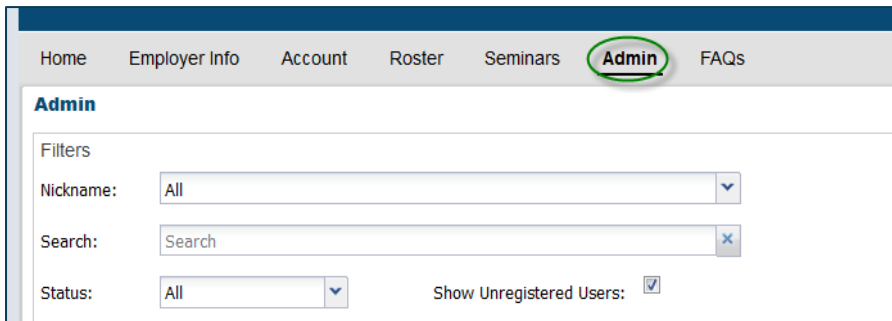 Home Employer Info Account Roster Seminars Admin FAQs
Admin
Filters
Nickname: All
Search: Search
Status: All Show Unregistered Users: